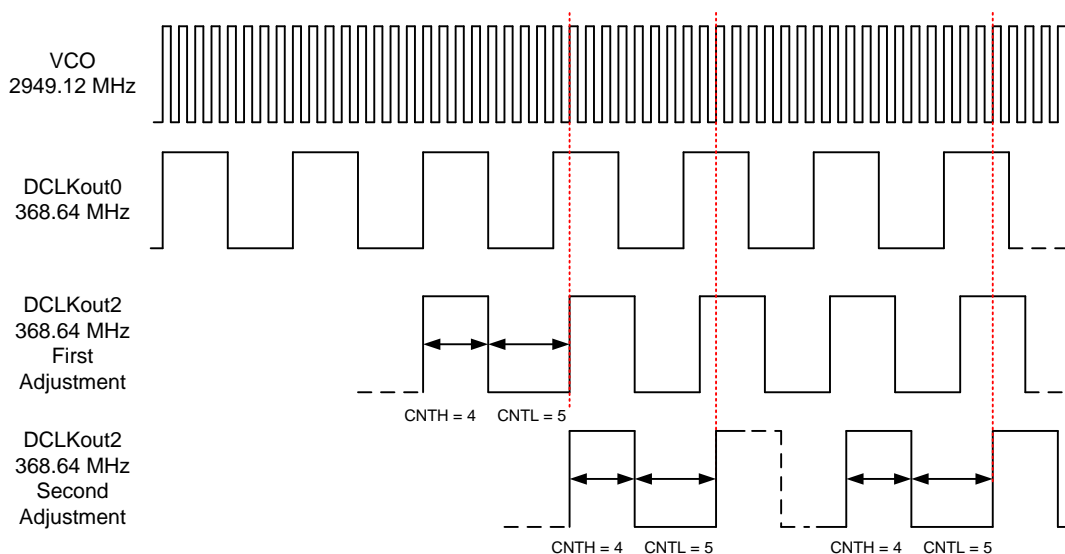 VCO
2949.12 MHz
DCLKout0
368.64 MHz
DCLKout2
368.64 MHz
First
Adjustment
CNTH = 4 CNTL = 5
DCLKout2
368.64 MHz
Second
Adjustment
CNTH = 4 CNTL = 5 CNTH = 4 CNTL = 5